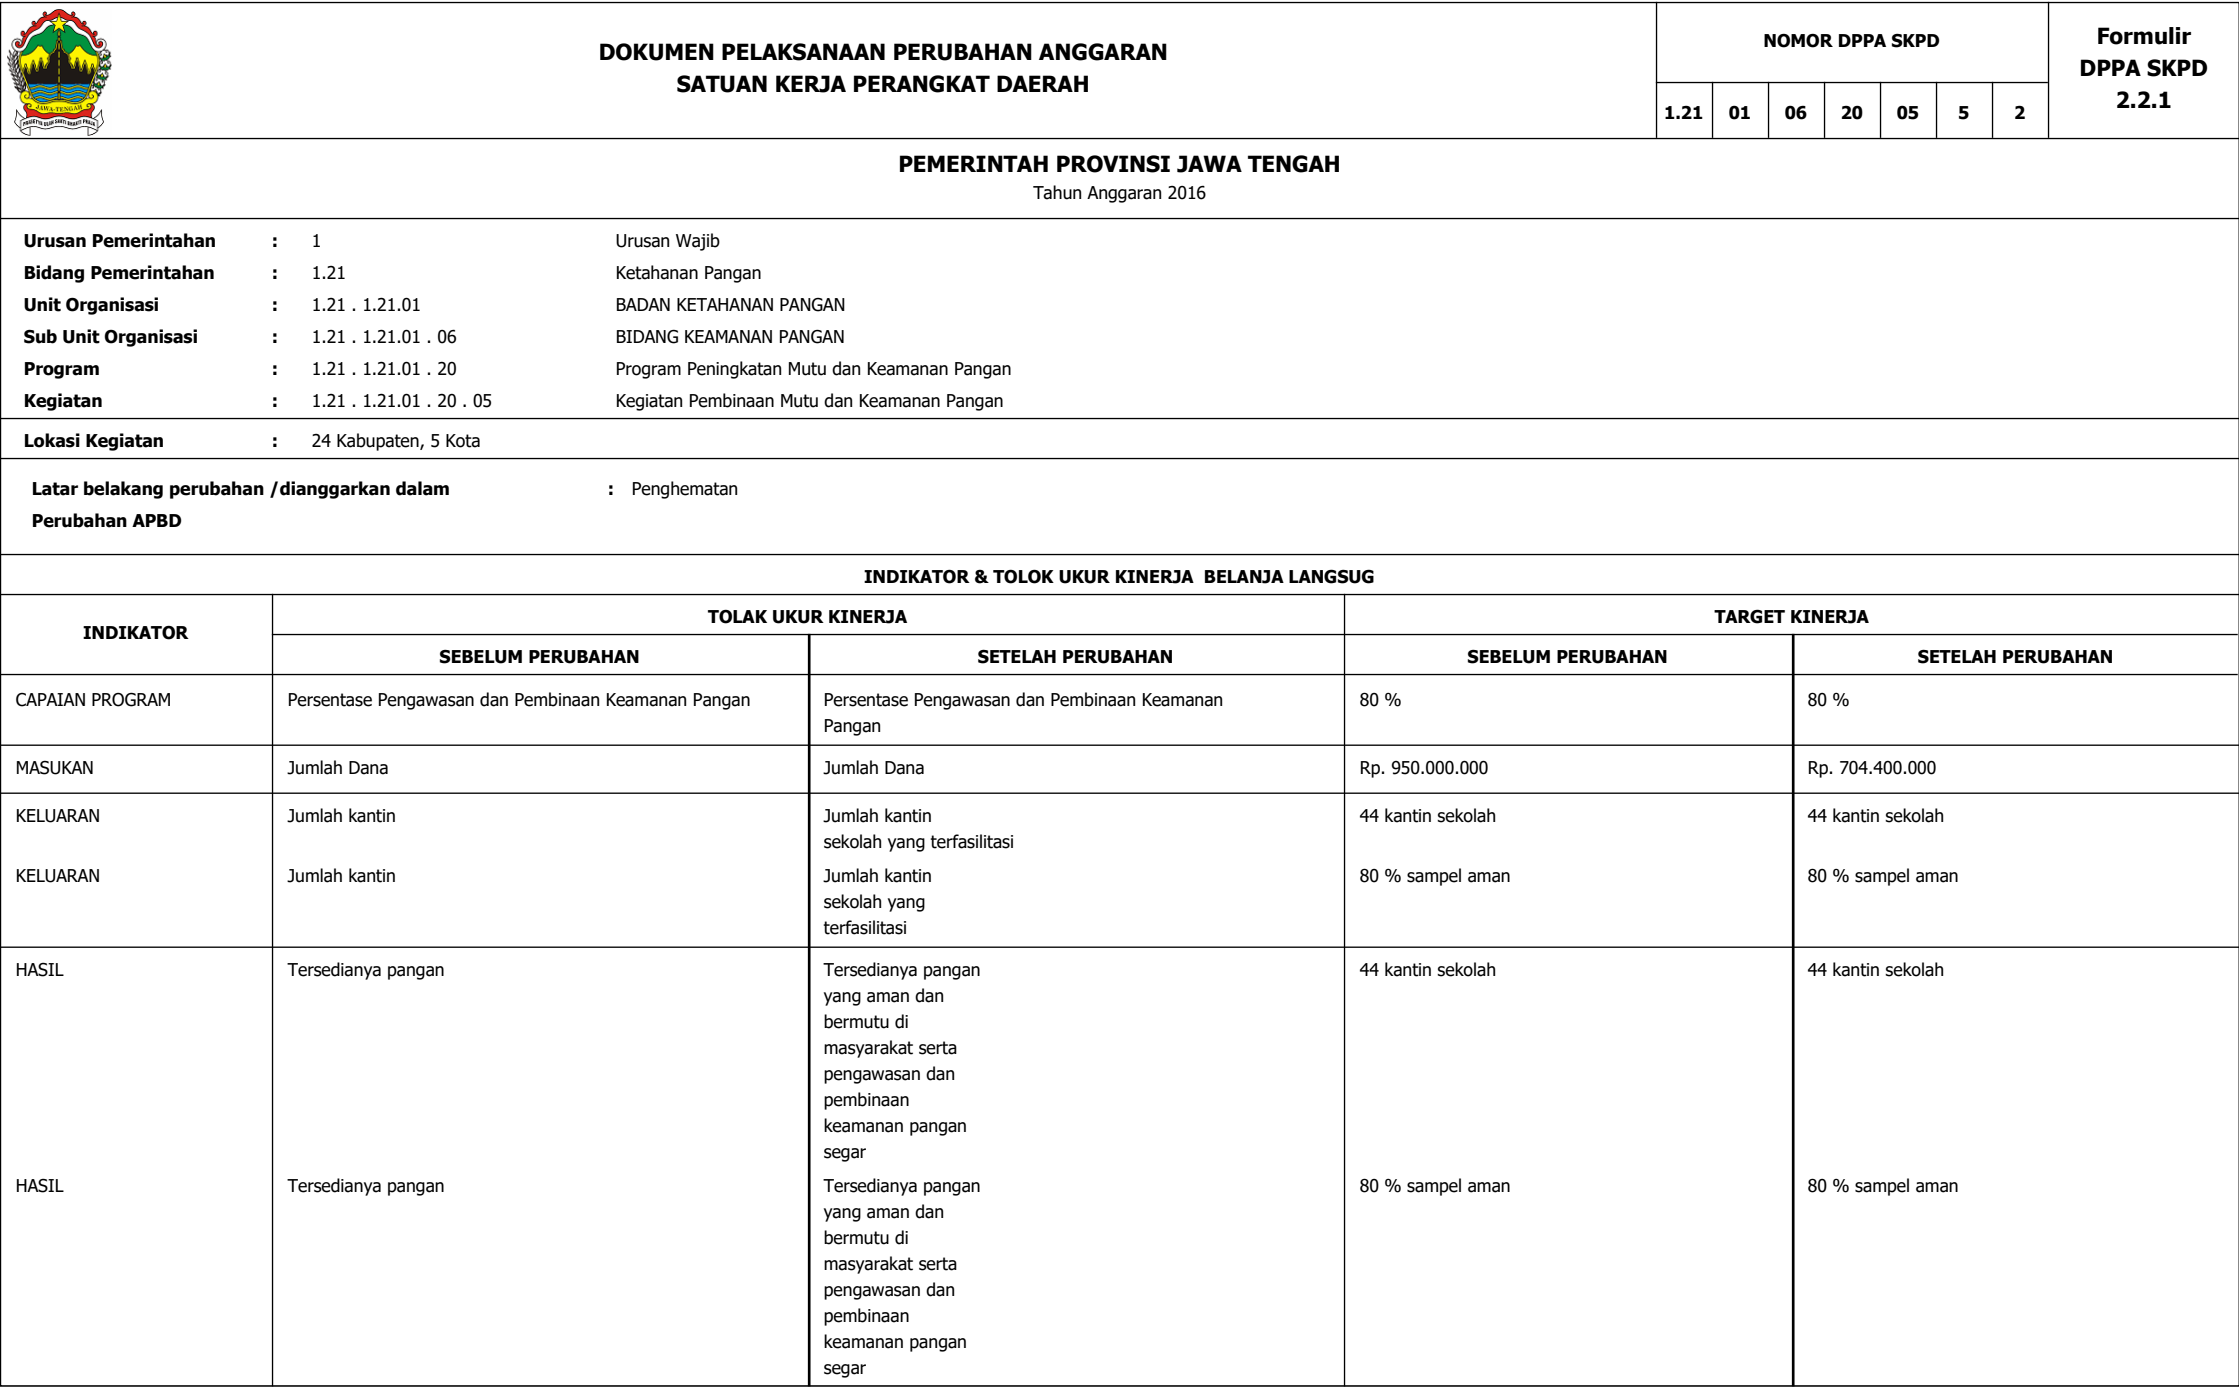 JAWA-TENGAH
DOKUMEN PELAKSANAAN PERUBAHAN ANGGARAN
SATUAN KERJA PERANGKAT DAERAH
NOMOR DPPA SKPD
1.21 01 06 20 05 5 2
Formulir
DPPA SKPD
2.2.1
PEMERINTAH PROVINSI JAWA TENGAH
Tahun Anggaran 2016
Urusan Pemerintahan : 1 Urusan Wajib
Bidang Pemerintahan : 1.21 Ketahanan Pangan
Unit Organisasi : 1.21 . 1.21.01 BADAN KETAHANAN PANGAN
Sub Unit Organisasi : 1.21 . 1.21.01 . 06 BIDANG KEAMANAN PANGAN
Program : 1.21 . 1.21.01 . 20 Program Peningkatan Mutu dan Keamanan Pangan
Kegiatan : 1.21 . 1.21.01 . 20 . 05 Kegiatan Pembinaan Mutu dan Keamanan Pangan
Lokasi Kegiatan : 24 Kabupaten, 5 Kota
Latar belakang perubahan /dianggarkan dalam : Penghematan
Perubahan APBD
INDIKATOR & TOLOK UKUR KINERJA BELANJA LANGSUG
INDIKATOR TOLAK UKUR KINERJA TARGET KINERJA
SEBELUM PERUBAHAN SETELAH PERUBAHAN SEBELUM PERUBAHAN SETELAH PERUBAHAN
CAPAIAN PROGRAM Persentase Pengawasan dan Pembinaan Keamanan Pangan Persentase Pengawasan dan Pembinaan Keamanan 80 % 80 %
Pangan
MASUKAN Jumlah Dana Jumlah Dana Rp. 950.000.000 Rp. 704.400.000
KELUARAN Jumlah kantin Jumlah kantin 44 kantin sekolah 44 kantin sekolah
sekolah yang terfasilitasi
KELUARAN Jumlah kantin Jumlah kantin 80 % sampel aman 80 % sampel aman
sekolah yang
terfasilitasi
HASIL Tersedianya pangan Tersedianya pangan 44 kantin sekolah 44 kantin sekolah
yang aman dan
bermutu di
masyarakat serta
pengawasan dan
pembinaan
keamanan pangan
segar
HASIL Tersedianya pangan Tersedianya pangan 80 % sampel aman 80 % sampel aman
yang aman dan
bermutu di
masyarakat serta
pengawasan dan
pembinaan
keamanan pangan
segar